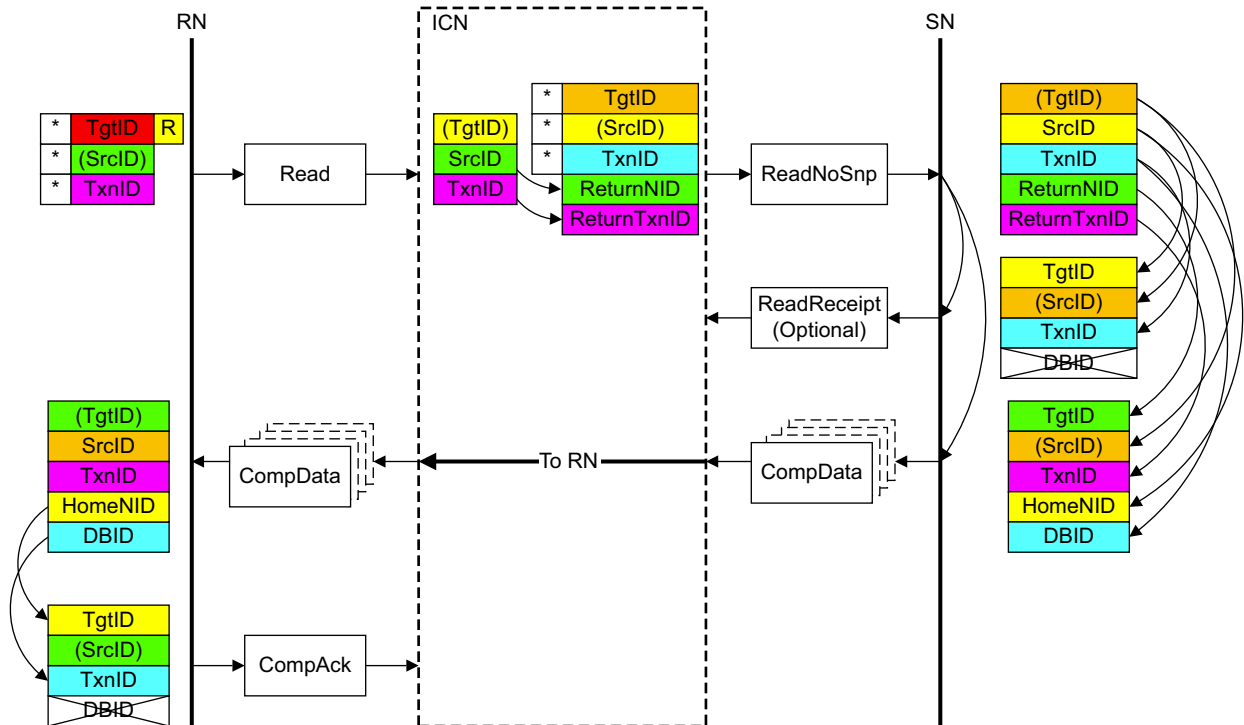 RN
ICN
SN
* TgtID R
* (SrcID)
* TxnID
Read
(TgtID)
SrcID
TxnID
* TgtID
* (SrcID)
* TxnID
ReturnNID
ReturnTxnID
ReadNoSnp
(TgtID)
SrcID
TxnID
ReturnNID
ReturnTxnID
ReadReceipt
(Optional)
TgtID
(SrcID)
TxnID
DBID
(TgtID)
SrcID
TxnID
HomeNID
DBID
CompData
To RN
CompData
TgtID
(SrcID)
TxnID
HomeNID
DBID
TgtID
(SrcID)
TxnID
DBID
CompAck